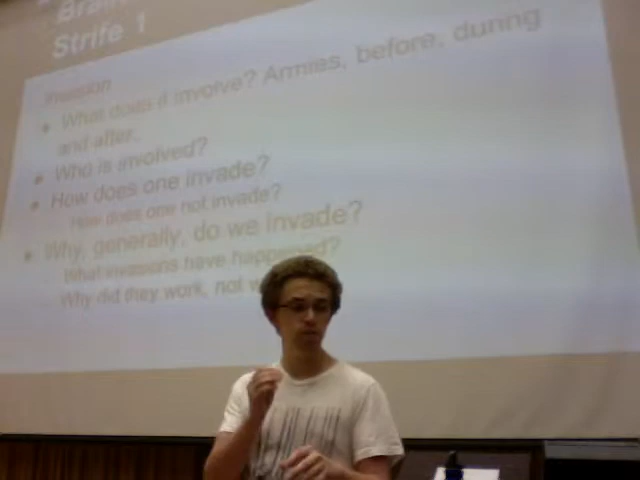 Strife 1
Invasion
What does it involve? Armies, before, during
and after.
Who is involved?
How does one invade?
How does one not invade?
Why, generally, do we invade?
What invasions have happened?
Why did they work, not